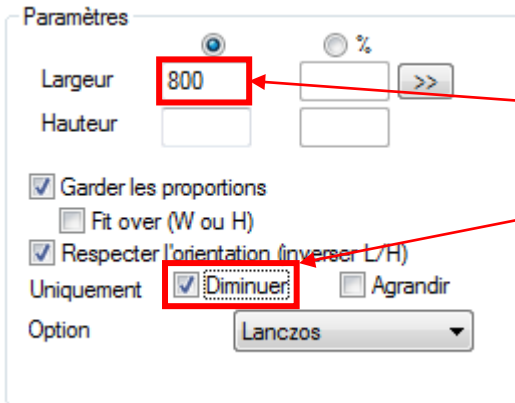 Paramètres
%
Largeur 800 >>
Hauteur
Garder les proportions
Fit over (W ou H)
Respecter l'orientation (inverser L/H)
Uniquement Diminuer Agrandir
Option Lanczos